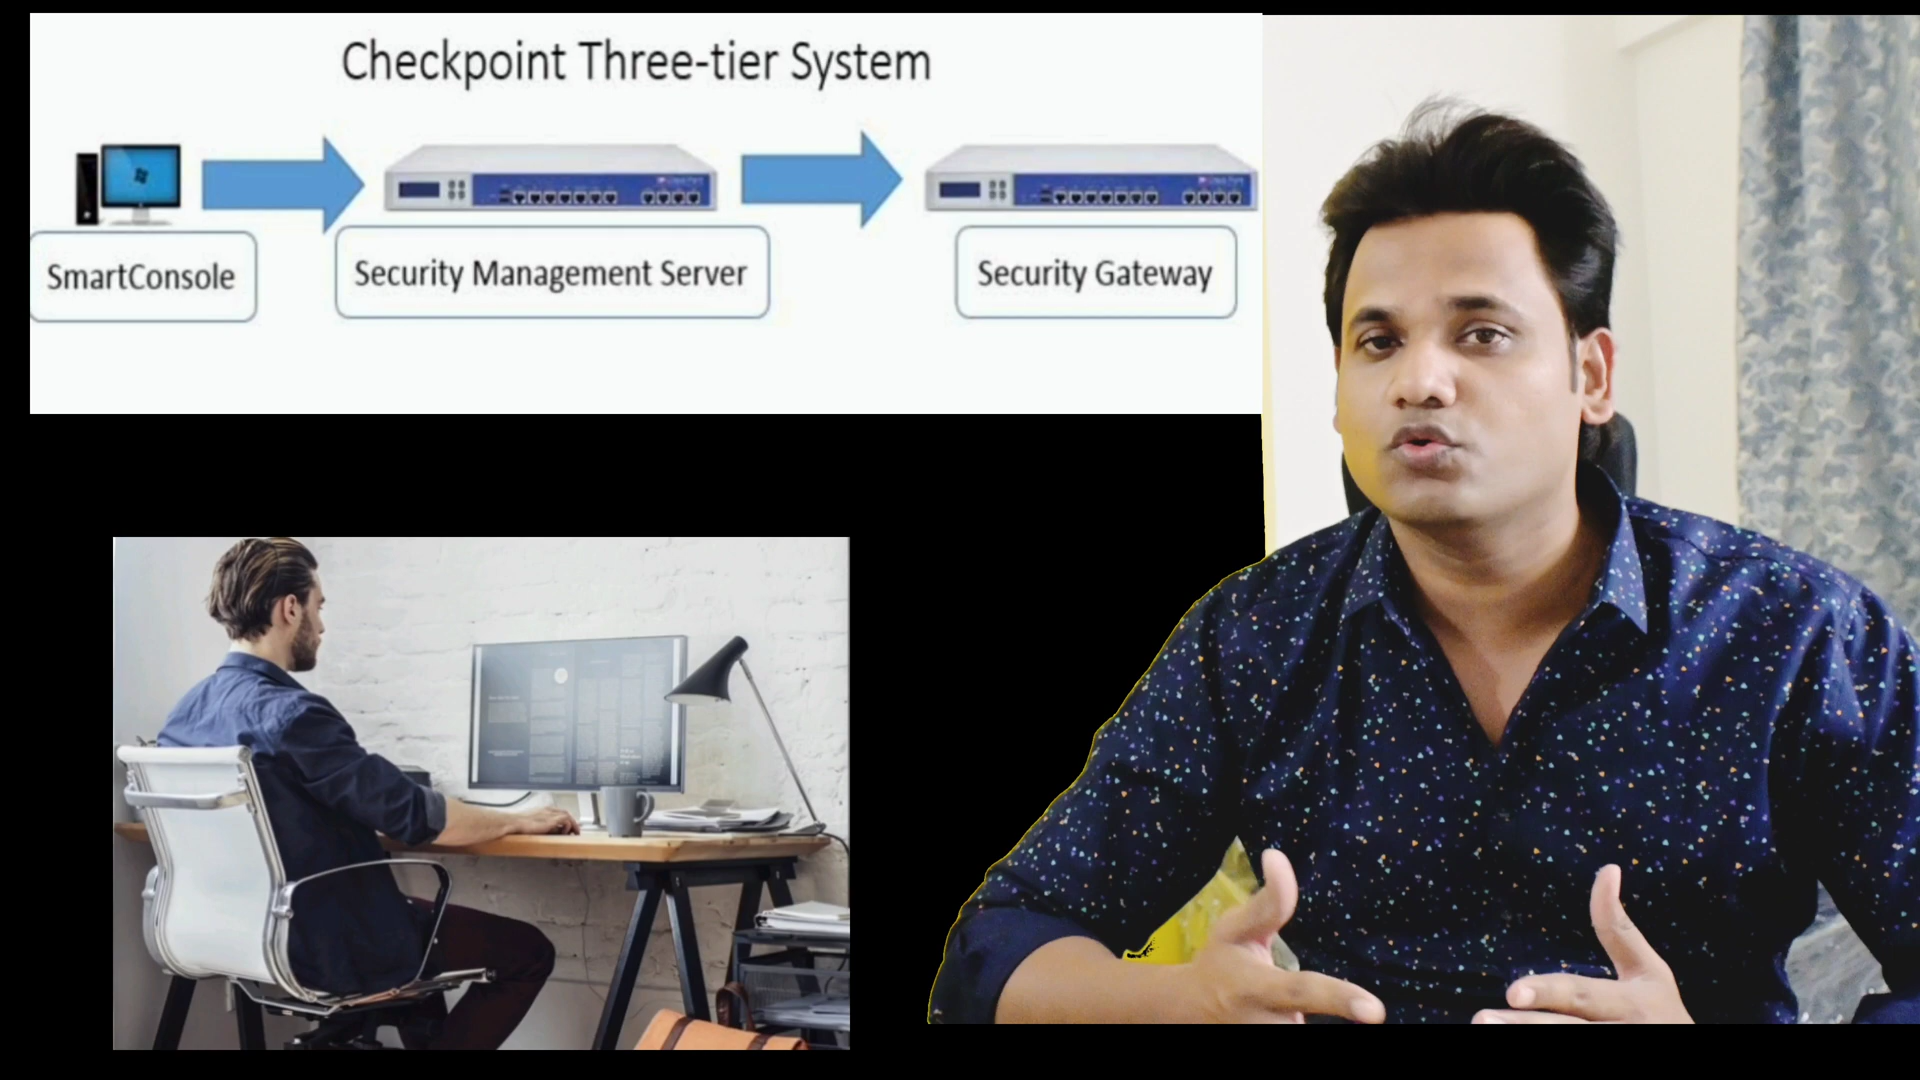 Checkpoint Three-tier System
SmartConsole
Security Management Server
Security Gateway